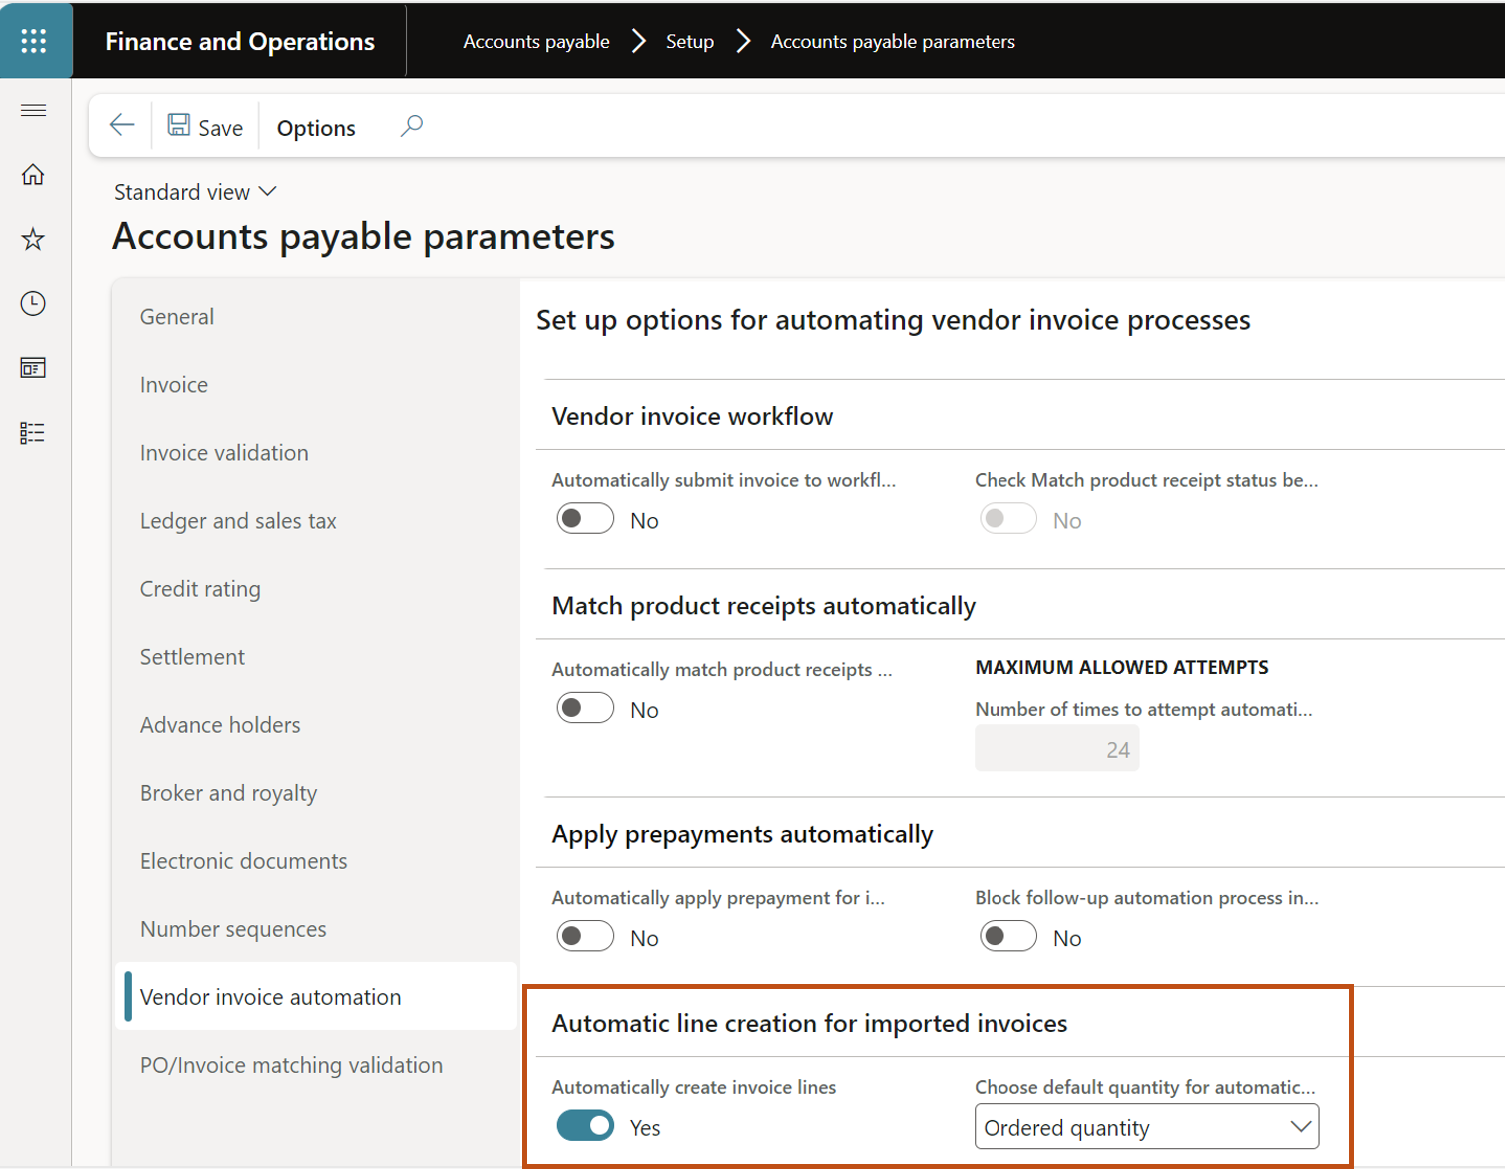 Finance and Operations
Accounts payable
Setup
Accounts payable parameters
Save
Options
Standard view
Accounts payable parameters
General
Invoice
Invoice validation
Ledger and sales tax
Credit rating
Settlement
Advance holders
Broker and royalty
Electronic documents
Number sequences
Vendor invoice automation
PO/Invoice matching validation
Set up options for automating vendor invoice processes
Vendor invoice workflow
Automatically submit invoice to workfl...
No
Check Match product receipt status be...
No
Match product receipts automatically
Automatically match product receipts ...
No
MAXIMUM ALLOWED ATTEMPTS
Number of times to attempt automati...
24
Apply prepayments automatically
Automatically apply prepayment for i...
No
Block follow-up automation process in...
No
Automatic line creation for imported invoices
Automatically create invoice lines
Yes
Choose default quantity for automatic...
Ordered quantity